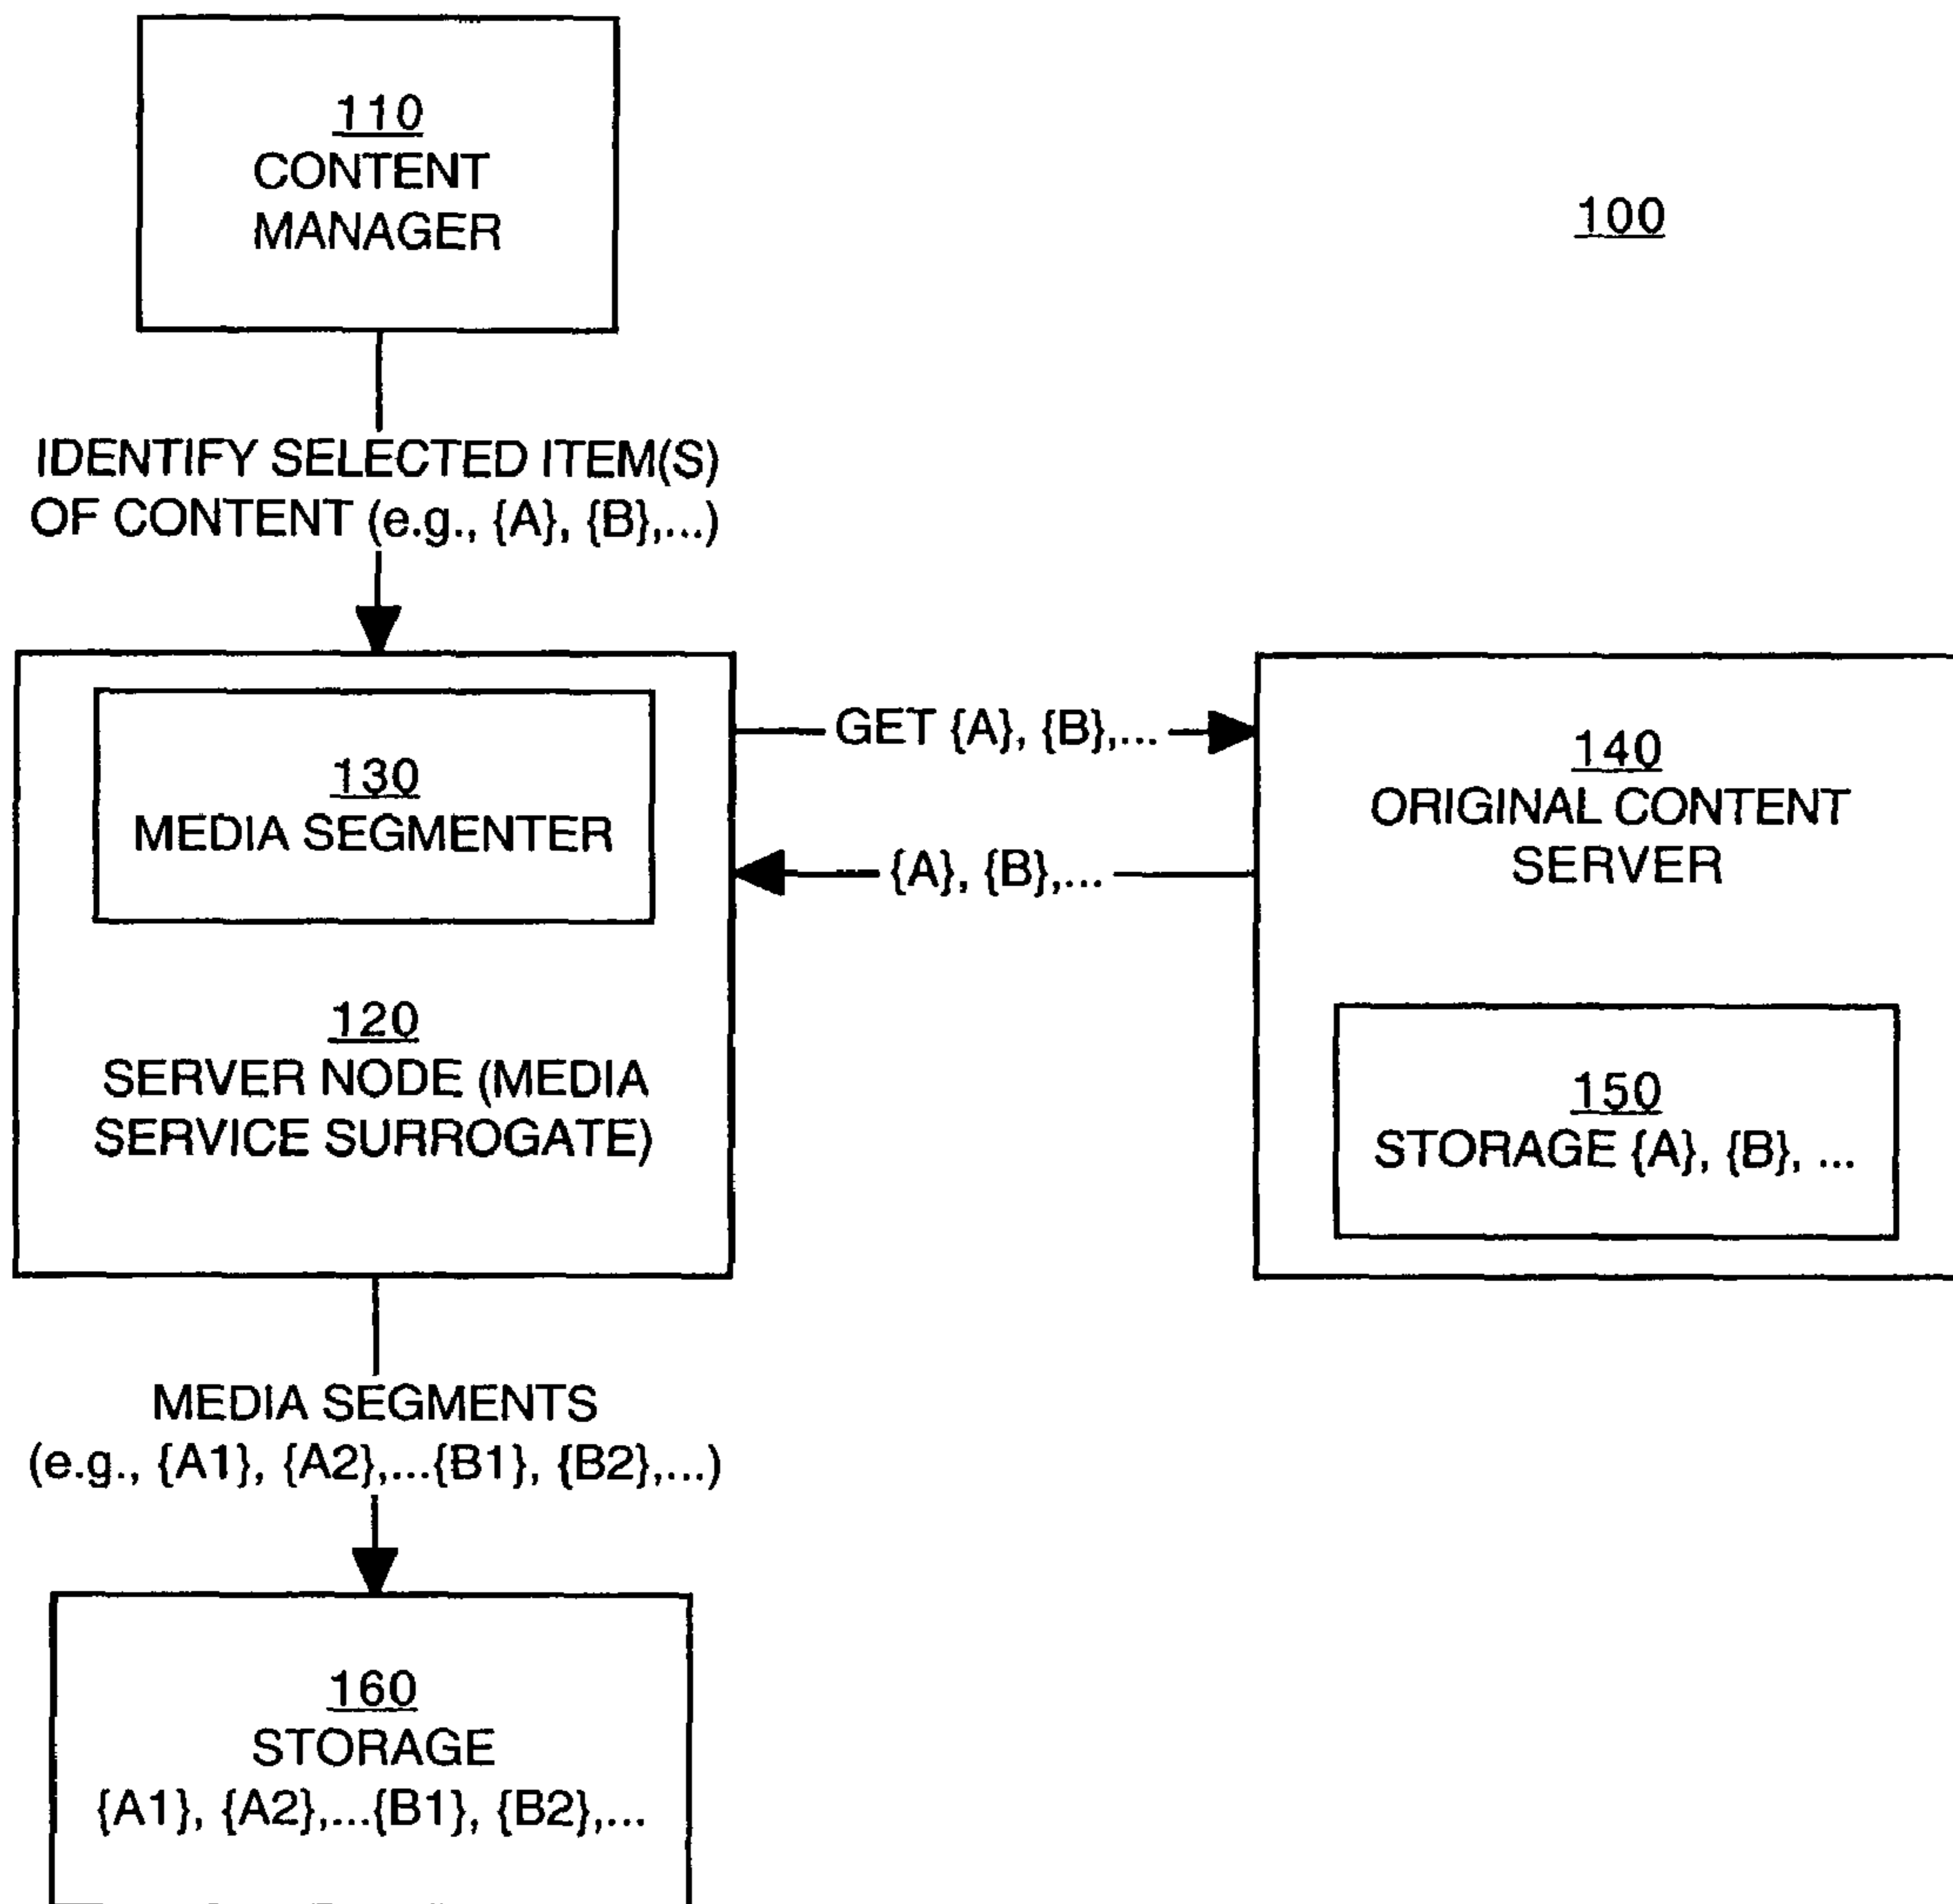 110
CONTENT
MANAGER
100
IDENTIFY SELECTED ITEM(S)
OF CONTENT (e.g., {A}, {B},...)
130
MEDIA SEGMENTER
120
SERVER NODE (MEDIA
SERVICE SURROGATE)
GET {A}, {B},...
{A}, {B},...
140
ORIGINAL CONTENT
SERVER
150
STORAGE {A}, {B}, ...
MEDIA SEGMENTS
(e.g., {A1}, {A2},...{B1}, {B2},...)
160
STORAGE
{A1}, {A2},...{B1}, {B2},...